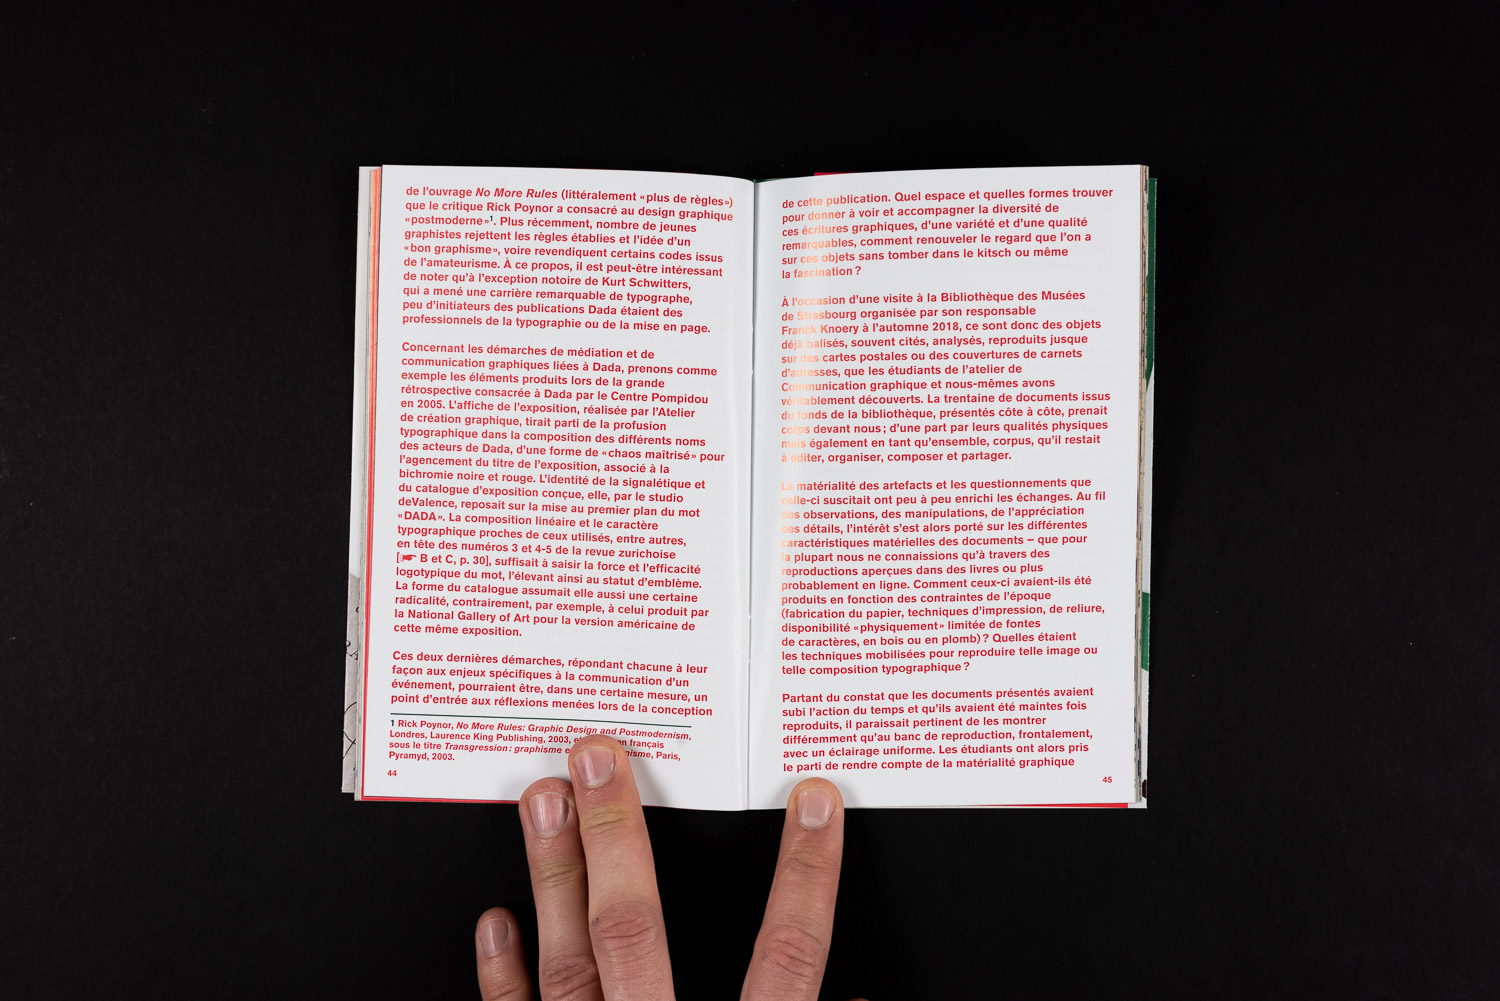 de l’ouvrage No More Rules (littéralement «plus de règles»)
que le critique Rick Poynor a consacré au design graphique
«postmoderne»1. Plus récemment, nombre de jeunes
graphistes rejettent les règles établies et l’idée d’un
«bon graphisme», voire revendiquent certains codes issus
de l’amateurisme. À ce propos, il est peut-être intéressant
de noter qu’à l’exception notoire de Kurt Schwitters,
qui a mené une carrière remarquable de typographe,
peu d’initiateurs des publications Dada étaient des
professionnels de la typographie ou de la mise en page.
Concernant les démarches de médiation et de
communication graphiques liées à Dada, prenons comme
exemple les éléments produits lors de la grande
rétrospective consacrée à Dada par le Centre Pompidou
en 2005. L’affiche de l’exposition, réalisée par l’Atelier
de création graphique, tirait parti de la profusion
typographique dans la composition des différents noms
des acteurs de Dada, d’une forme de «chaos maîtrisé» pour
l’agencement du titre de l’exposition, associé à la
bichromie noire et rouge. L’identité de la signalétique et
du catalogue d’exposition conçue, elle, par le studio
deValence, reposait sur la mise au premier plan du mot
«DADA». La composition linéaire et le caractère
typographique proches de ceux utilisés, entre autres,
en tête des numéros 3 et 4-5 de la revue zurichoise
[☛ B et C, p. 30], suffisait à saisir la force et l’efficacité
logotypique du mot, l’élevant ainsi au statut d’emblème.
La forme du catalogue assumait elle aussi une certaine
radicalité, contrairement, par exemple, à celui produit par
la National Gallery of Art pour la version américaine de
cette même exposition.
Ces deux dernières démarches, répondant chacune à leur
façon aux enjeux spécifiques à la communication d’un
événement, pourraient être, dans une certaine mesure, un
point d’entrée aux réflexions menées lors de la conception
1 Rick Poynor, No More Rules: Graphic Design and Postmodernism,
Londres, Laurence King Publishing, 2003, en français
sous le titre Transgression: graphisme Paris,
Pyramyd, 2003.
44
de cette publication. Quel espace et quelles formes trouver
pour donner à voir et accompagner la diversité de
ces écritures graphiques, d’une variété et d’une qualité
remarquables, comment renouveler le regard que l’on a
sur ces objets sans tomber dans le kitsch ou même
la fascination?
À l’occasion d’une visite à la Bibliothèque des Musées
de Strasbourg organisée par son responsable
Franck Knoery à l’automne 2018, ce sont donc des objets
déjà balisés, souvent cités, analysés, reproduits jusque
sur des cartes postales ou des couvertures de carnets
d’adresses, que les étudiants de l’atelier de
Communication graphique et nous-mêmes avons
véritablement découverts. La trentaine de documents issus
du fonds de la bibliothèque, présentés côte à côte, prenait
corps devant nous; d’une part par leurs qualités physiques
mais également en tant qu’ensemble, corpus, qu’il restait
à éditer, organiser, composer et partager.
La matérialité des artefacts et les questionnements que
celle-ci suscitait ont peu à peu enrichi les échanges. Au fil
des observations, des manipulations, de l’appréciation
des détails, l’intérêt s’est alors porté sur les différentes
caractéristiques matérielles des documents – que pour
la plupart nous ne connaissions qu’à travers des
reproductions aperçues dans des livres ou plus
probablement en ligne. Comment ceux-ci avaient-ils été
produits en fonction des contraintes de l’époque
(fabrication du papier, techniques d’impression, de reliure,
disponibilité «physiquement» limitée de fontes
de caractères, en bois ou en plomb)? Quelles étaient
les techniques mobilisées pour reproduire telle image ou
telle composition typographique?
Partant du constat que les documents présentés avaient
subi l’action du temps et qu’ils avaient été maintes fois
reproduits, il paraissait pertinent de les montrer
différemment qu’au banc de reproduction, frontalement,
avec un éclairage uniforme. Les étudiants ont alors pris
le parti de rendre compte de la matérialité graphique
45